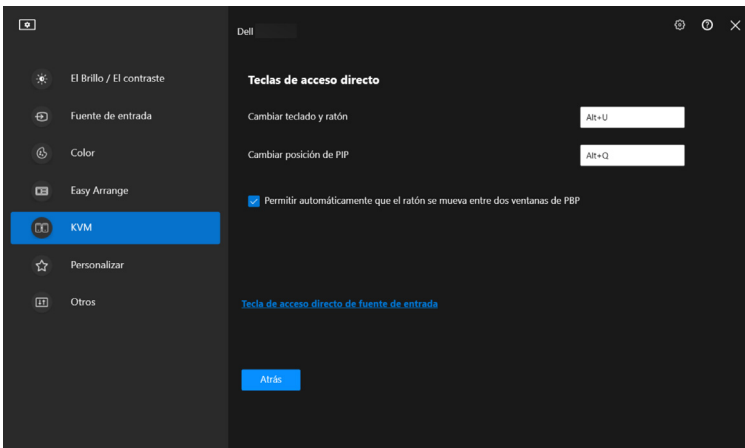 Dell
El Brillo / El contraste
Fuente de entrada
Color
Easy Arrange
KVM
Personalizar
Otros
Teclas de acceso directo
Cambiar teclado y ratón
Alt+U
Cambiar posición de PIP
Alt+Q
Permitir automáticamente que el ratón se mueva entre dos ventanas de PBP
Tecla de acceso directo de fuente de entrada
Atrás